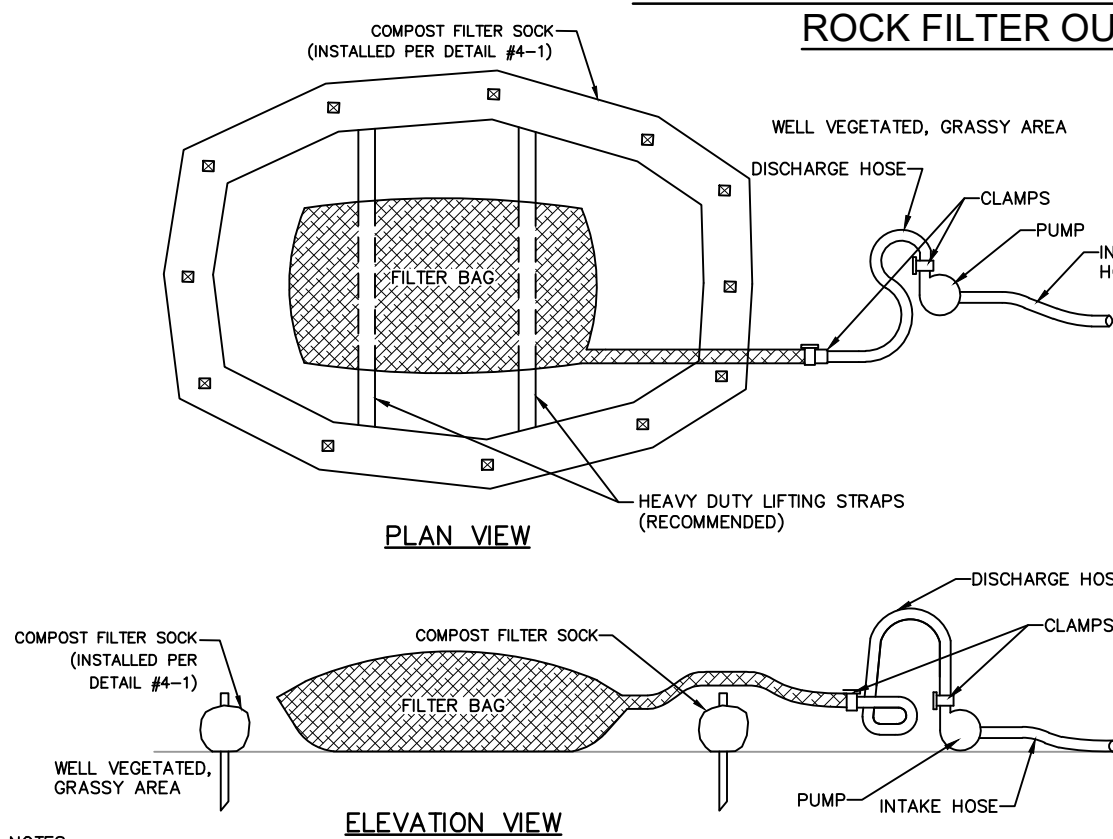 ROCK FILTER OU
COMPOST FILTER SOCK
(INSTALLED PER DETAIL #4-1)
WELL VEGETATED, GRASSY AREA
DISCHARGE HOSE
CLAMPS
PUMP
IN
H
FILTER BAG
HEAVY DUTY LIFTING STRAPS
(RECOMMENDED)
PLAN VIEW
DISCHARGE HOS
CLAMPS
COMPOST FILTER SOCK
(INSTALLED PER
DETAIL #4-1)
COMPOST FILTER SOCK
FILTER BAG
WELL VEGETATED,
GRASSY AREA
PUMP
INTAKE HOSE
ELEVATION VIEW
NOTES